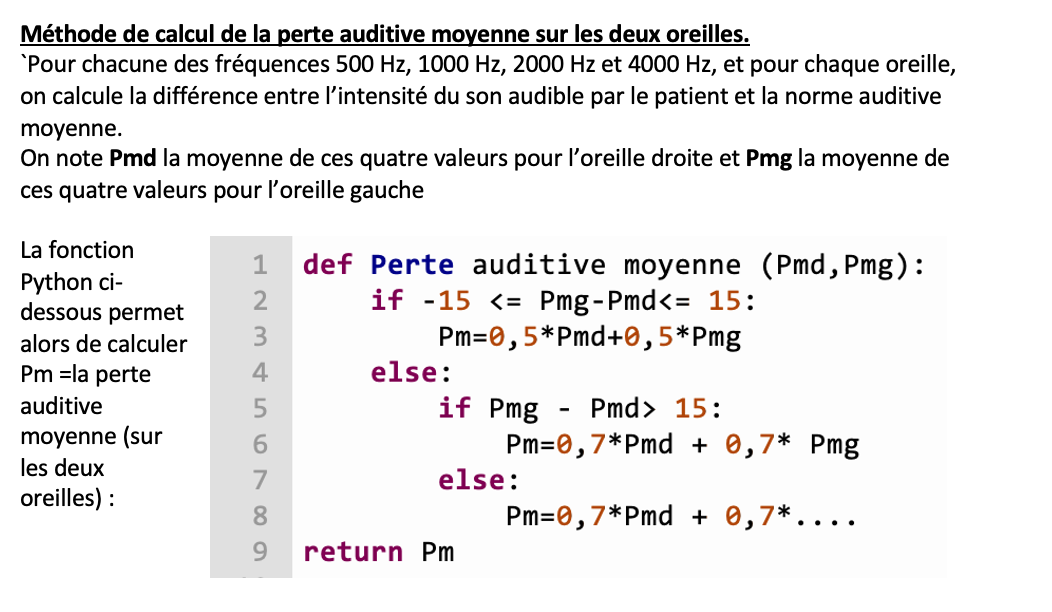 Méthode de calcul de la perte auditive moyenne sur les deux oreilles.
`Pour chacune des fréquences 500 Hz, 1000 Hz, 2000 Hz et 4000 Hz, et pour chaque oreille,
on calcule la différence entre l’intensité du son audible par le patient et la norme auditive
moyenne.
On note Pmd la moyenne de ces quatre valeurs pour l’oreille droite et Pmg la moyenne de
ces quatre valeurs pour l’oreille gauche
La fonction
Python ci-
dessous permet
alors de calculer
Pm =la perte
auditive
moyenne (sur
les deux
oreilles) :
1 def Perte auditive moyenne (Pmd,Pmg):
2 if -15 <= Pmg-Pmd<= 15:
3 Pm=0,5*Pmd+0,5*Pmg
4 else:
5 if Pmg - Pmd> 15:
6 Pm=0,7*Pmd + 0,7* Pmg
7 else:
8 Pm=0,7*Pmd + 0,7*....
9 return Pm